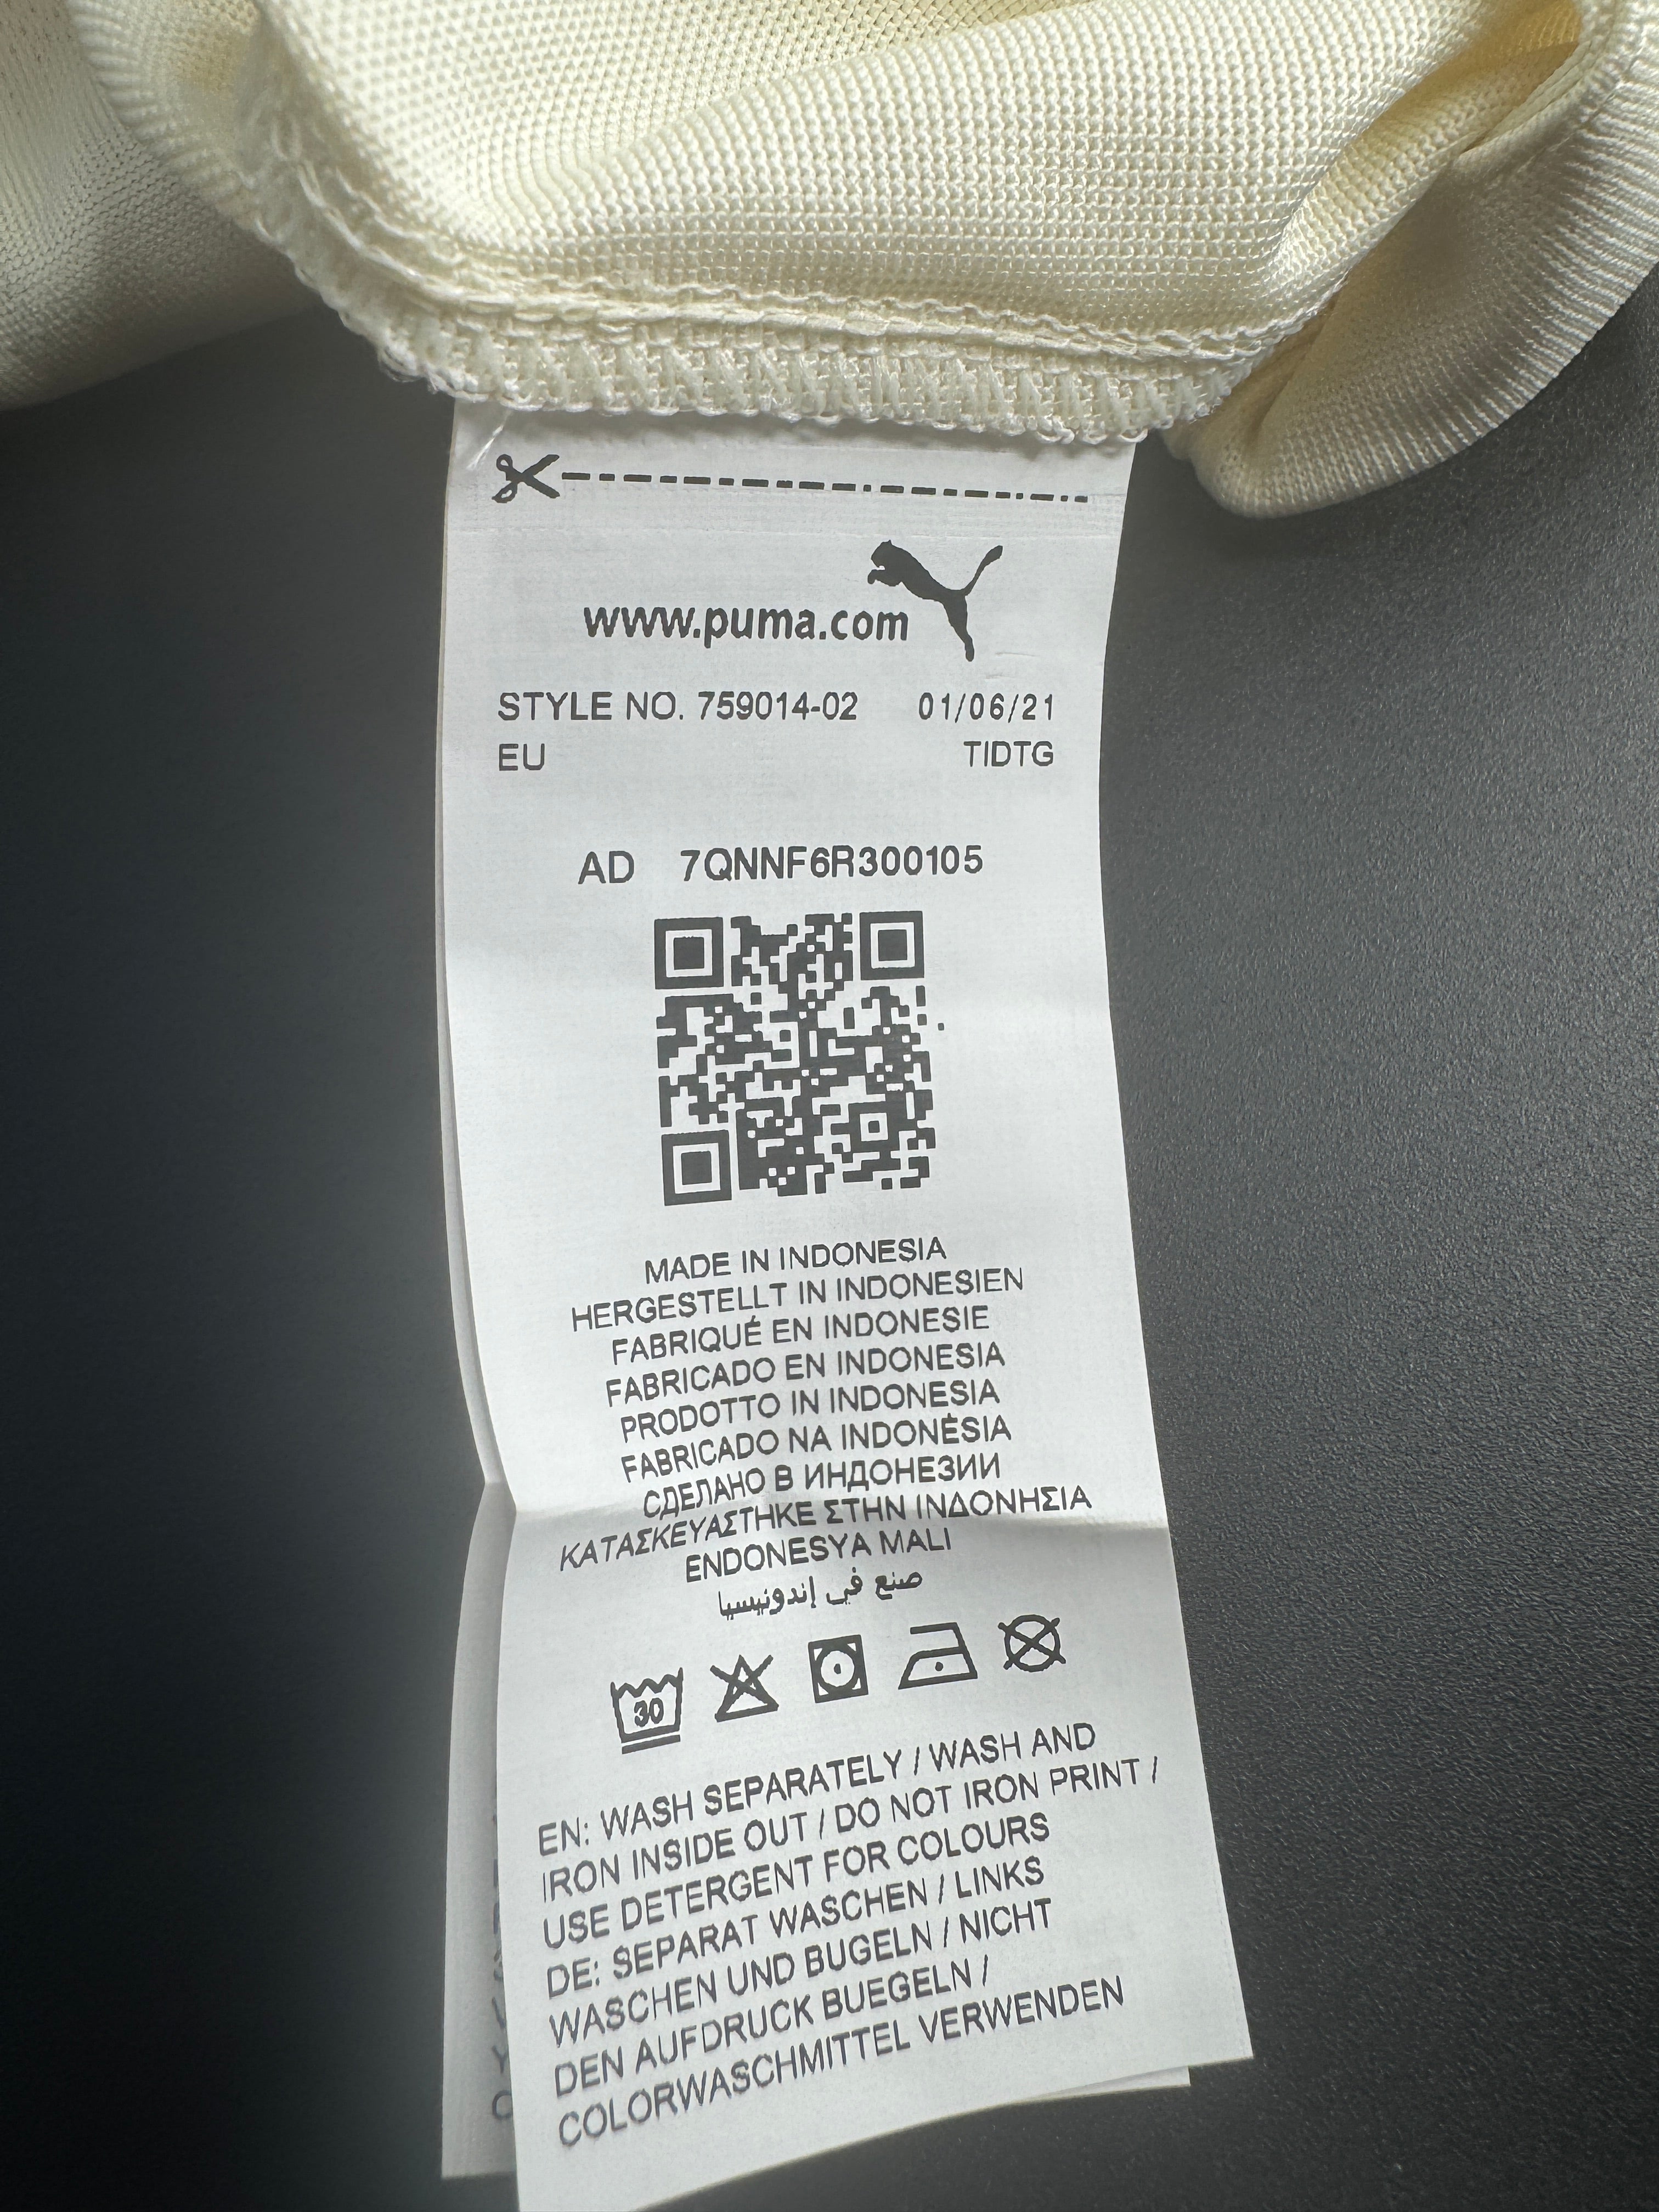 www.puma.com
STYLE NO. 759014-02 01/06/21
EU TIDTG
AD 7QNNF6R300105
MADE IN INDONESIA
HERGESTELLT IN INDONESIEN
FABRIQUÉ EN INDONESIE
FABRICADO EN INDONESIA
PRODOTTO IN INDONESIA
FABRICADO NA INDONÉSIA
СДЕЛАНО В ИНДОНЕЗИИ
ΚΑΤΑΣΚΕΥΑΣΤΗΚΕ ΣΤΗΝ ΙΝΔΟΝΗΣΙΑ
ENDONESYA MALI
صنع في إندونيسيا
30
EN: WASH SEPARATELY / WASH AND
IRON INSIDE OUT / DO NOT IRON PRINT /
USE DETERGENT FOR COLOURS
DE: SEPARAT WASCHEN / LINKS
WASCHEN UND BUGELN / NICHT
DEN AUFDRUCK BUEGELN /
COLORWASCHMITTEL VERWENDEN